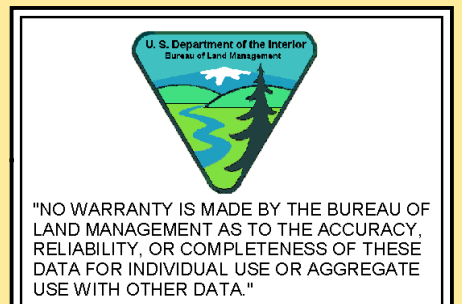 U. S. Department of the Interior
Bureau of Land Management
"NO WARRANTY IS MADE BY THE BUREAU OF
LAND MANAGEMENT AS TO THE ACCURACY,
RELIABILITY, OR COMPLETENESS OF THESE
DATA FOR INDIVIDUAL USE OR AGGREGATE
USE WITH OTHER DATA."